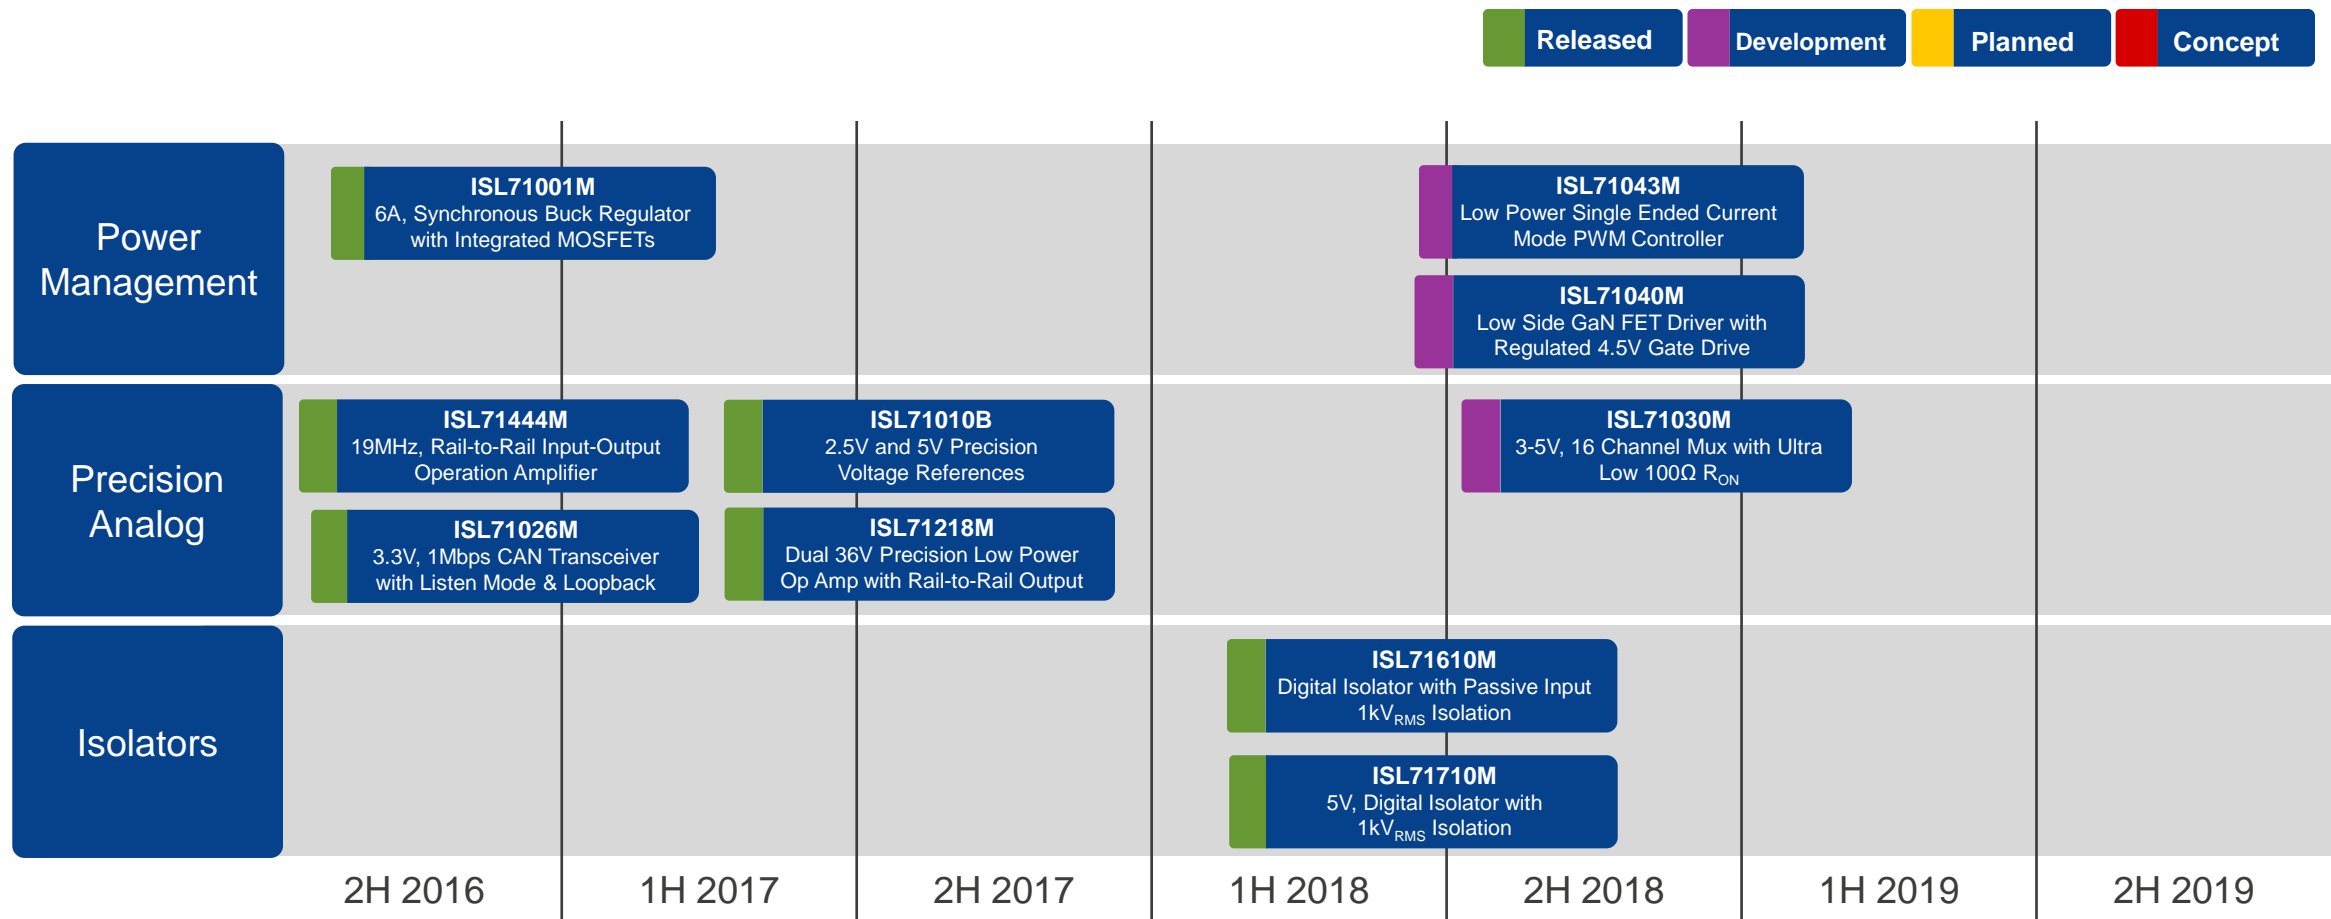 Released
Development
Planned
Concept
Power
Management
ISL71001M
6A, Synchronous Buck Regulator
with Integrated MOSFETs
ISL71043M
Low Power Single Ended Current
Mode PWM Controller
ISL71040M
Low Side GaN FET Driver with
Regulated 4.5V Gate Drive
Precision
Analog
ISL71444M
19MHz, Rail-to-Rail Input-Output
Operation Amplifier
ISL71010B
2.5V and 5V Precision
Voltage References
ISL71030M
3-5V, 16 Channel Mux with Ultra
Low 100Ω RON
ISL71026M
3.3V, 1Mbps CAN Transceiver
with Listen Mode & Loopback
ISL71218M
Dual 36V Precision Low Power
Op Amp with Rail-to-Rail Output
Isolators
ISL71610M
Digital Isolator with Passive Input
1kVRMS Isolation
ISL71710M
5V, Digital Isolator with
1kVRMS Isolation
2H 2016
1H 2017
2H 2017
1H 2018
2H 2018
1H 2019
2H 2019